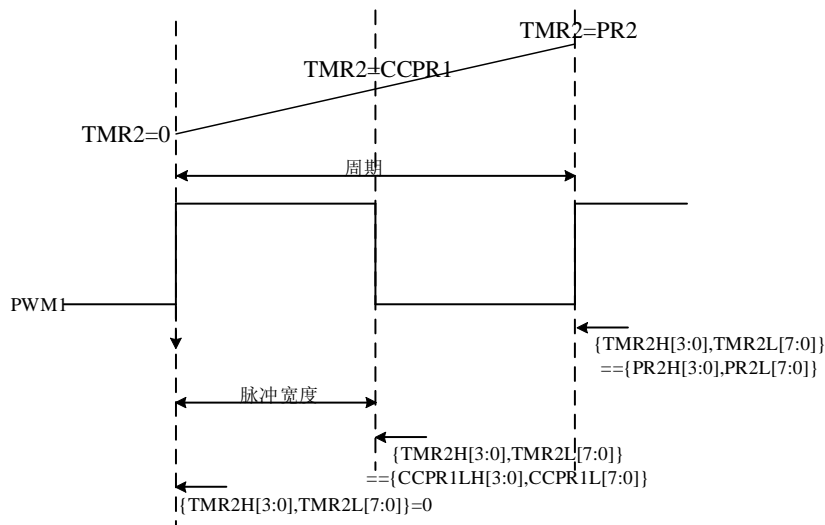 TMR2=PR2
TMR2=CCPR1
TMR2=0
周期
PWM1
{TMR2H[3:0],TMR2L[7:0]}
=={PR2H[3:0],PR2L[7:0]}
脉冲宽度
{TMR2H[3:0],TMR2L[7:0]}
=={CCPR1LH[3:0],CCPR1L[7:0]}
{TMR2H[3:0],TMR2L[7:0]}=0